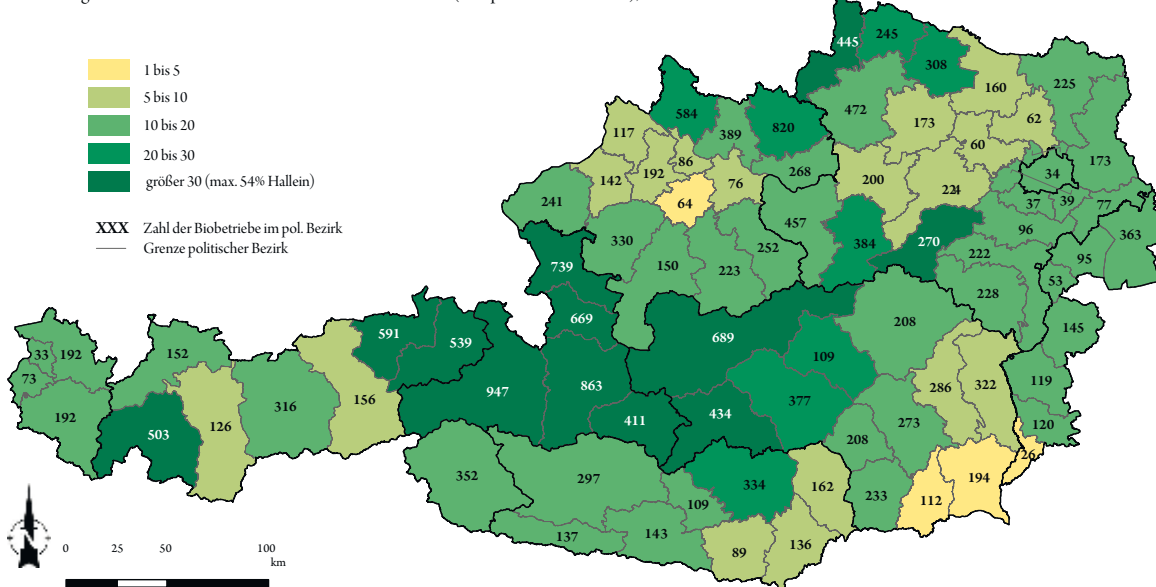 1 bis 5
5 bis 10
10 bis 20
20 bis 30
größer 30 (max. 54% Hallein)
XXX Zahl der Biobetriebe im pol. Bezirk
Grenze politischer Bezirk
445 245
308
160 225
584 820 472
389 173 62
117 60
86 173
192 268 34
142 76 200 224
64 37 39 77
241 457 96 363
330 252 384 270 222 95
150 223
739 53
228
669 208 145
591 689
539 109
33 192 152
73 119
863 286 322
947 377
156
192 316 411 434 273 120
126 208
503 26
352 297 334 162 194
233 112
109
137 143 136
89
0 25 50 100
km